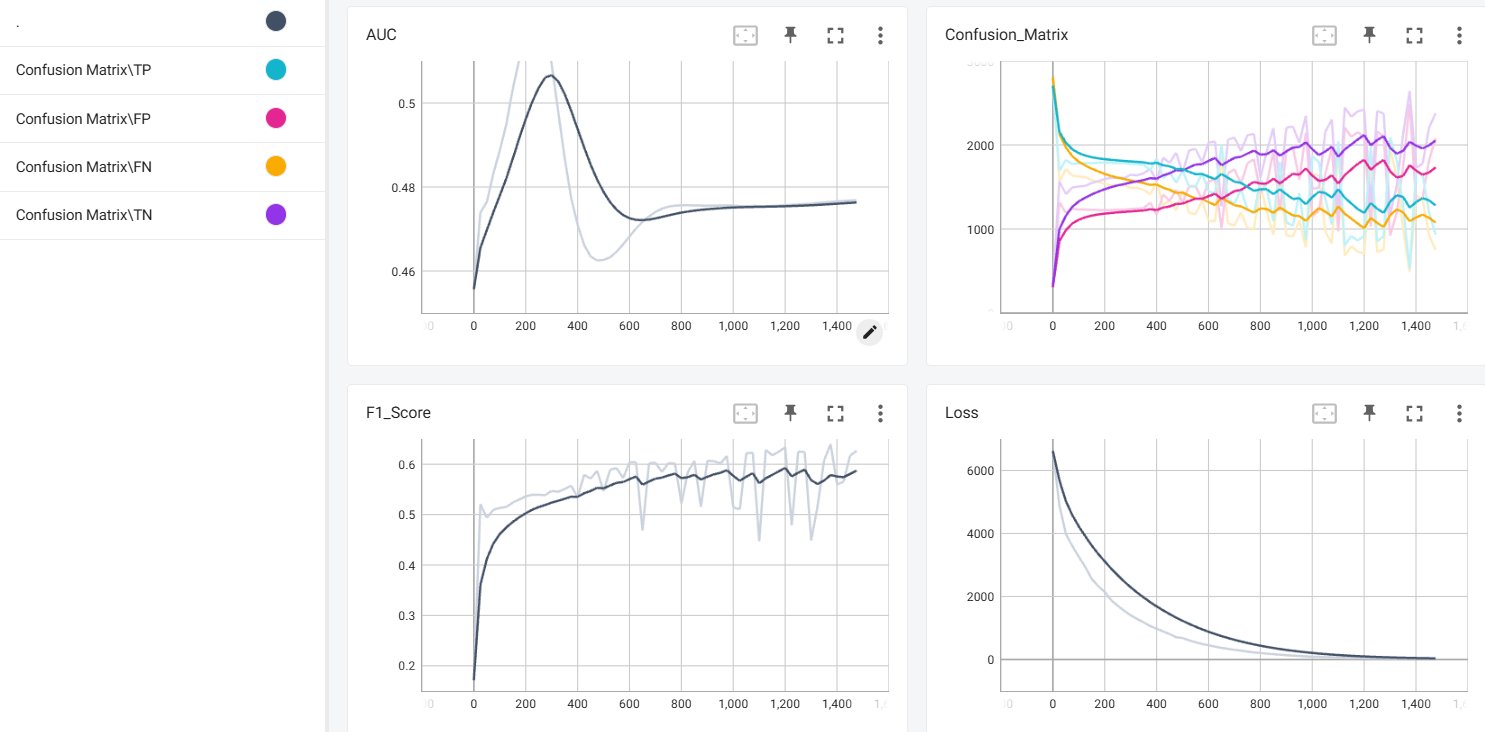 .
Confusion Matrix\TP
Confusion Matrix\FP
Confusion Matrix\FN
Confusion Matrix\TN
AUC
0.5
0.48
0.46
0 200 400 600 800 1,000 1,200 1,400
Confusion_Matrix
2000
1000
0 200 400 600 800 1,000 1,200 1,400
F1_Score
0.6
0.5
0.4
0.3
0.2
0 200 400 600 800 1,000 1,200 1,400
Loss
6000
4000
2000
0
0 200 400 600 800 1,000 1,200 1,400